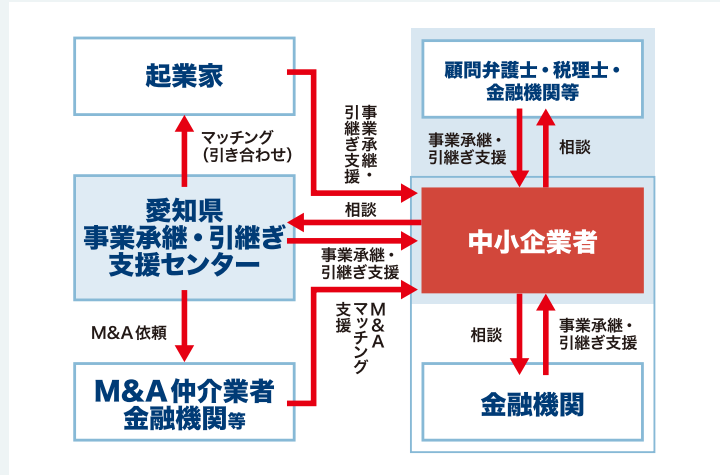 起業家
マッチング
（引き合わせ）
愛知県
事業承継・引継ぎ
支援センター
M&A依頼
M&A仲介業者
金融機関等
事業承継・
引継ぎ支援
相談
事業承継・
引継ぎ支援
M&A
マッチング
支援
顧問弁護士・税理士・
金融機関等
事業承継・
引継ぎ支援
相談
中小企業者
相談
事業承継・
引継ぎ支援
金融機関